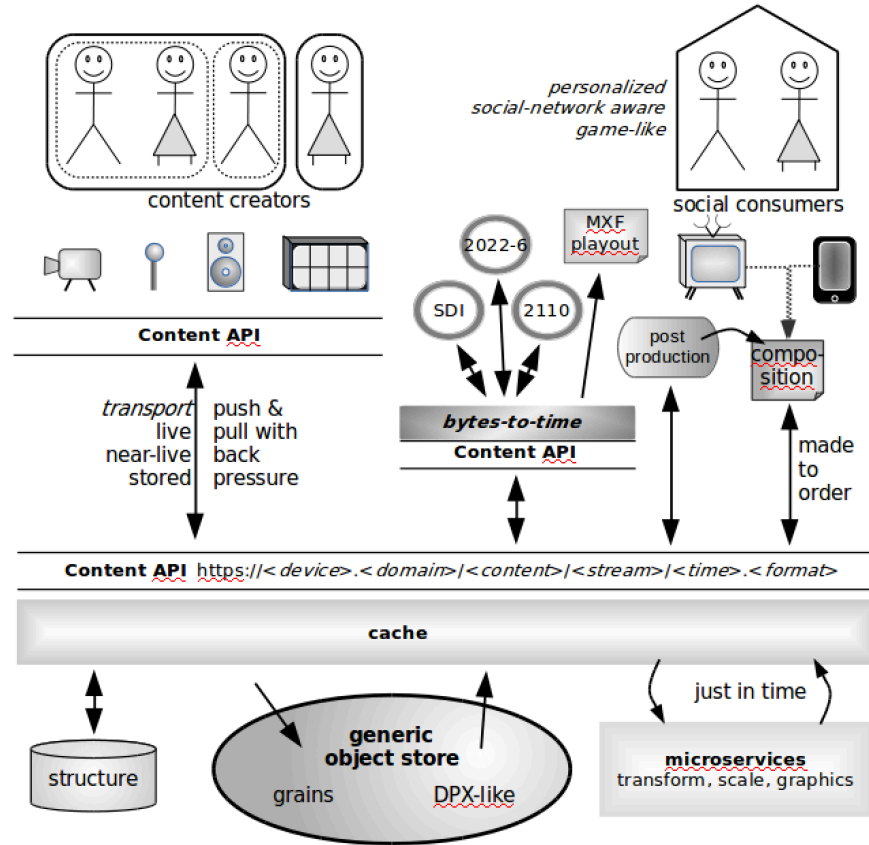 personalized
social-network aware
game-like
content creators
social consumers
2022-6
MXF
playout
SDI
2110
post
production
compo-
sition
Content API
transport
live
near-live
stored
push &
pull with
back
pressure
bytes-to-time
Content API
made
to
order
Content API https://<device>.<domain>/<content>/<stream>/<time>.<format>
cache
just in time
structure
generic
object store
grains
DPX-like
microservices
transform, scale, graphics